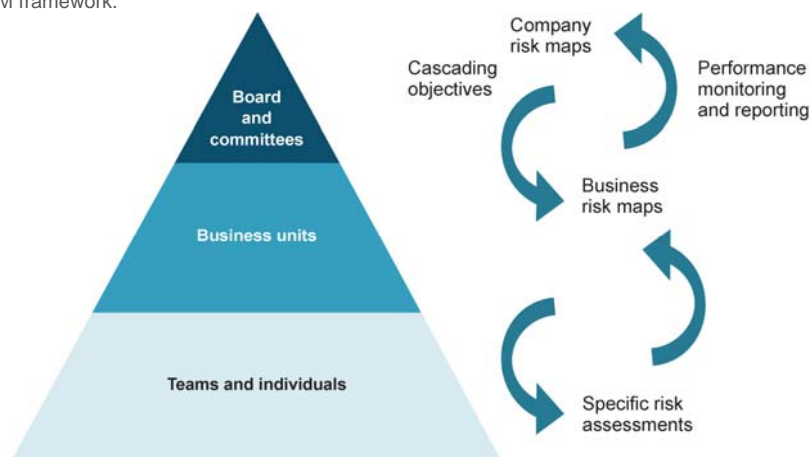 M framework.
Company
risk maps
Cascading
objectives
Performance
monitoring
and reporting
Board
and
committees
Business
risk maps
Business units
Teams and individuals
Specific risk
assessments